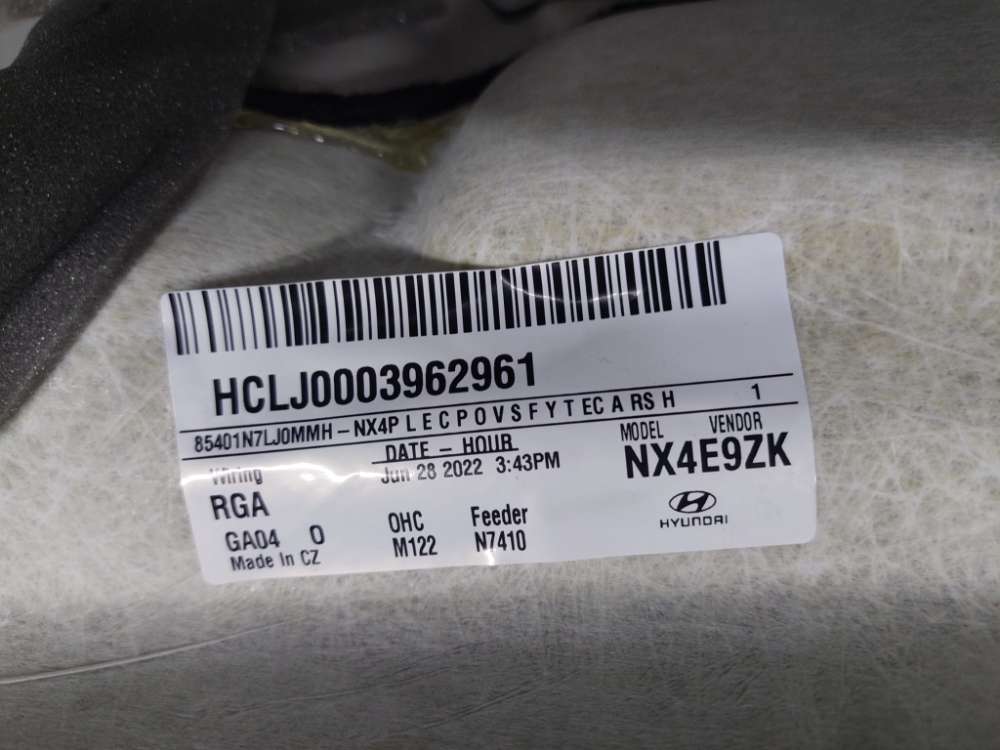 HCLJ0003962961
85401N7LJ0MMH-NX4P L E C P O V S F Y T E C A RS H 1
Wiring DATE - HOUR MODEL VENDOR
RGA Jun 28 2022 3:43PM NX4E9ZK
GA04 0 OHC Feeder HYUNDAI
Made In CZ M122 N7410